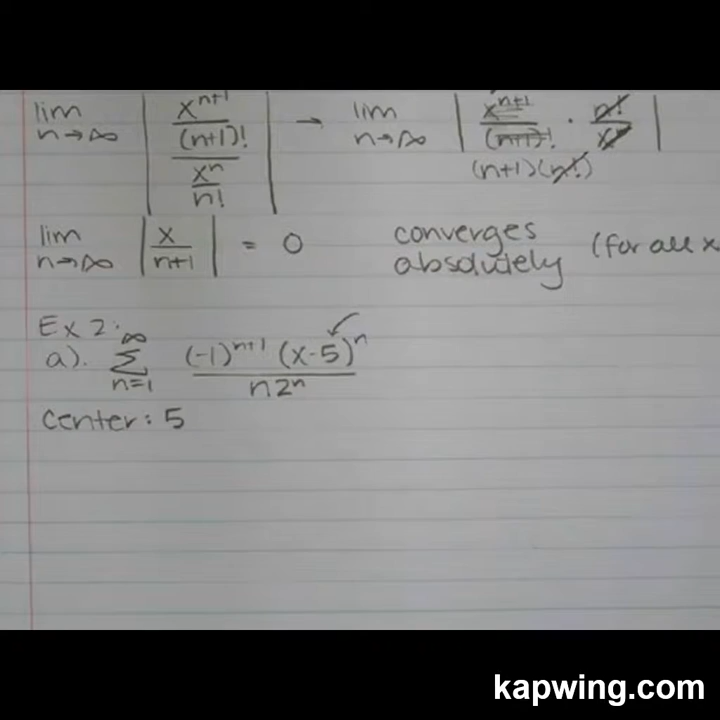 lim n→∞ | x^(n+1)/(n+1)! / x^n/n! | → lim n→∞ | x^(n+1)/(n+1)! · n!/x^n |
(n+1)(n!)
lim n→∞ | x/(n+1) | = 0 converges absolutely (for all x
Ex 2:
a). ∞ Σ n=1 (-1)^(n+1) (x-5)^n / n2^n
center: 5
kapwing.com